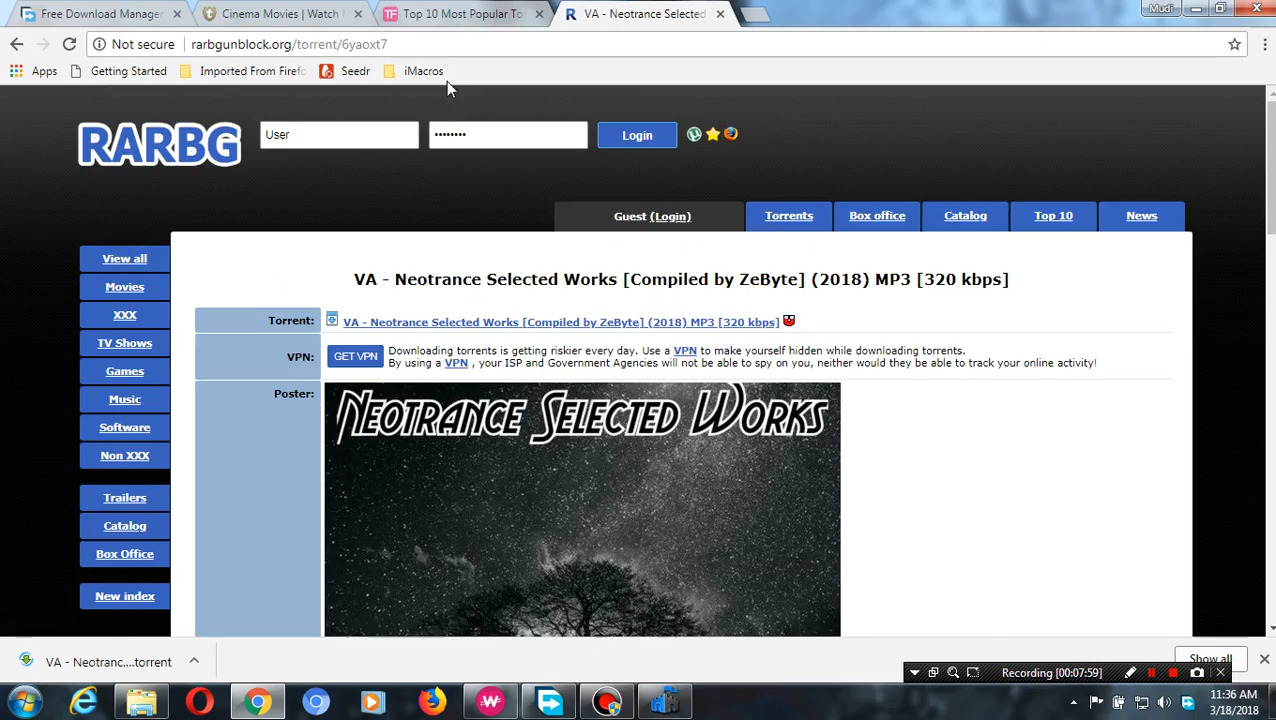 Free Download Manager
Cinema Movies | Watch
Top 10 Most Popular To
VA - Neotrance Selected
Mudi
Not secure
rarbgunblock.org/torrent/6yaoxt7
Apps
Getting Started
Imported From Firefo
Seedr
iMacros
RARBG
User
••••••••
Login
Guest (Login)
Torrents
Box office
Catalog
Top 10
News
View all
Movies
XXX
TV Shows
Games
Music
Software
Non XXX
Trailers
Catalog
Box Office
New index
VA - Neotrance Selected Works [Compiled by ZeByte] (2018) MP3 [320 kbps]
Torrent:
VA - Neotrance Selected Works [Compiled by ZeByte] (2018) MP3 [320 kbps]
VPN:
GET VPN
Downloading torrents is getting riskier every day. Use a VPN to make yourself hidden while downloading torrents.
By using a VPN , your ISP and Government Agencies will not be able to spy on you, neither would they be able to track your online activity!
Poster:
NEOTRANCE SELECTED WORKS
VA - Neotranc....torrent
Show all
Recording [00:07:59]
11:36 AM
3/18/2018